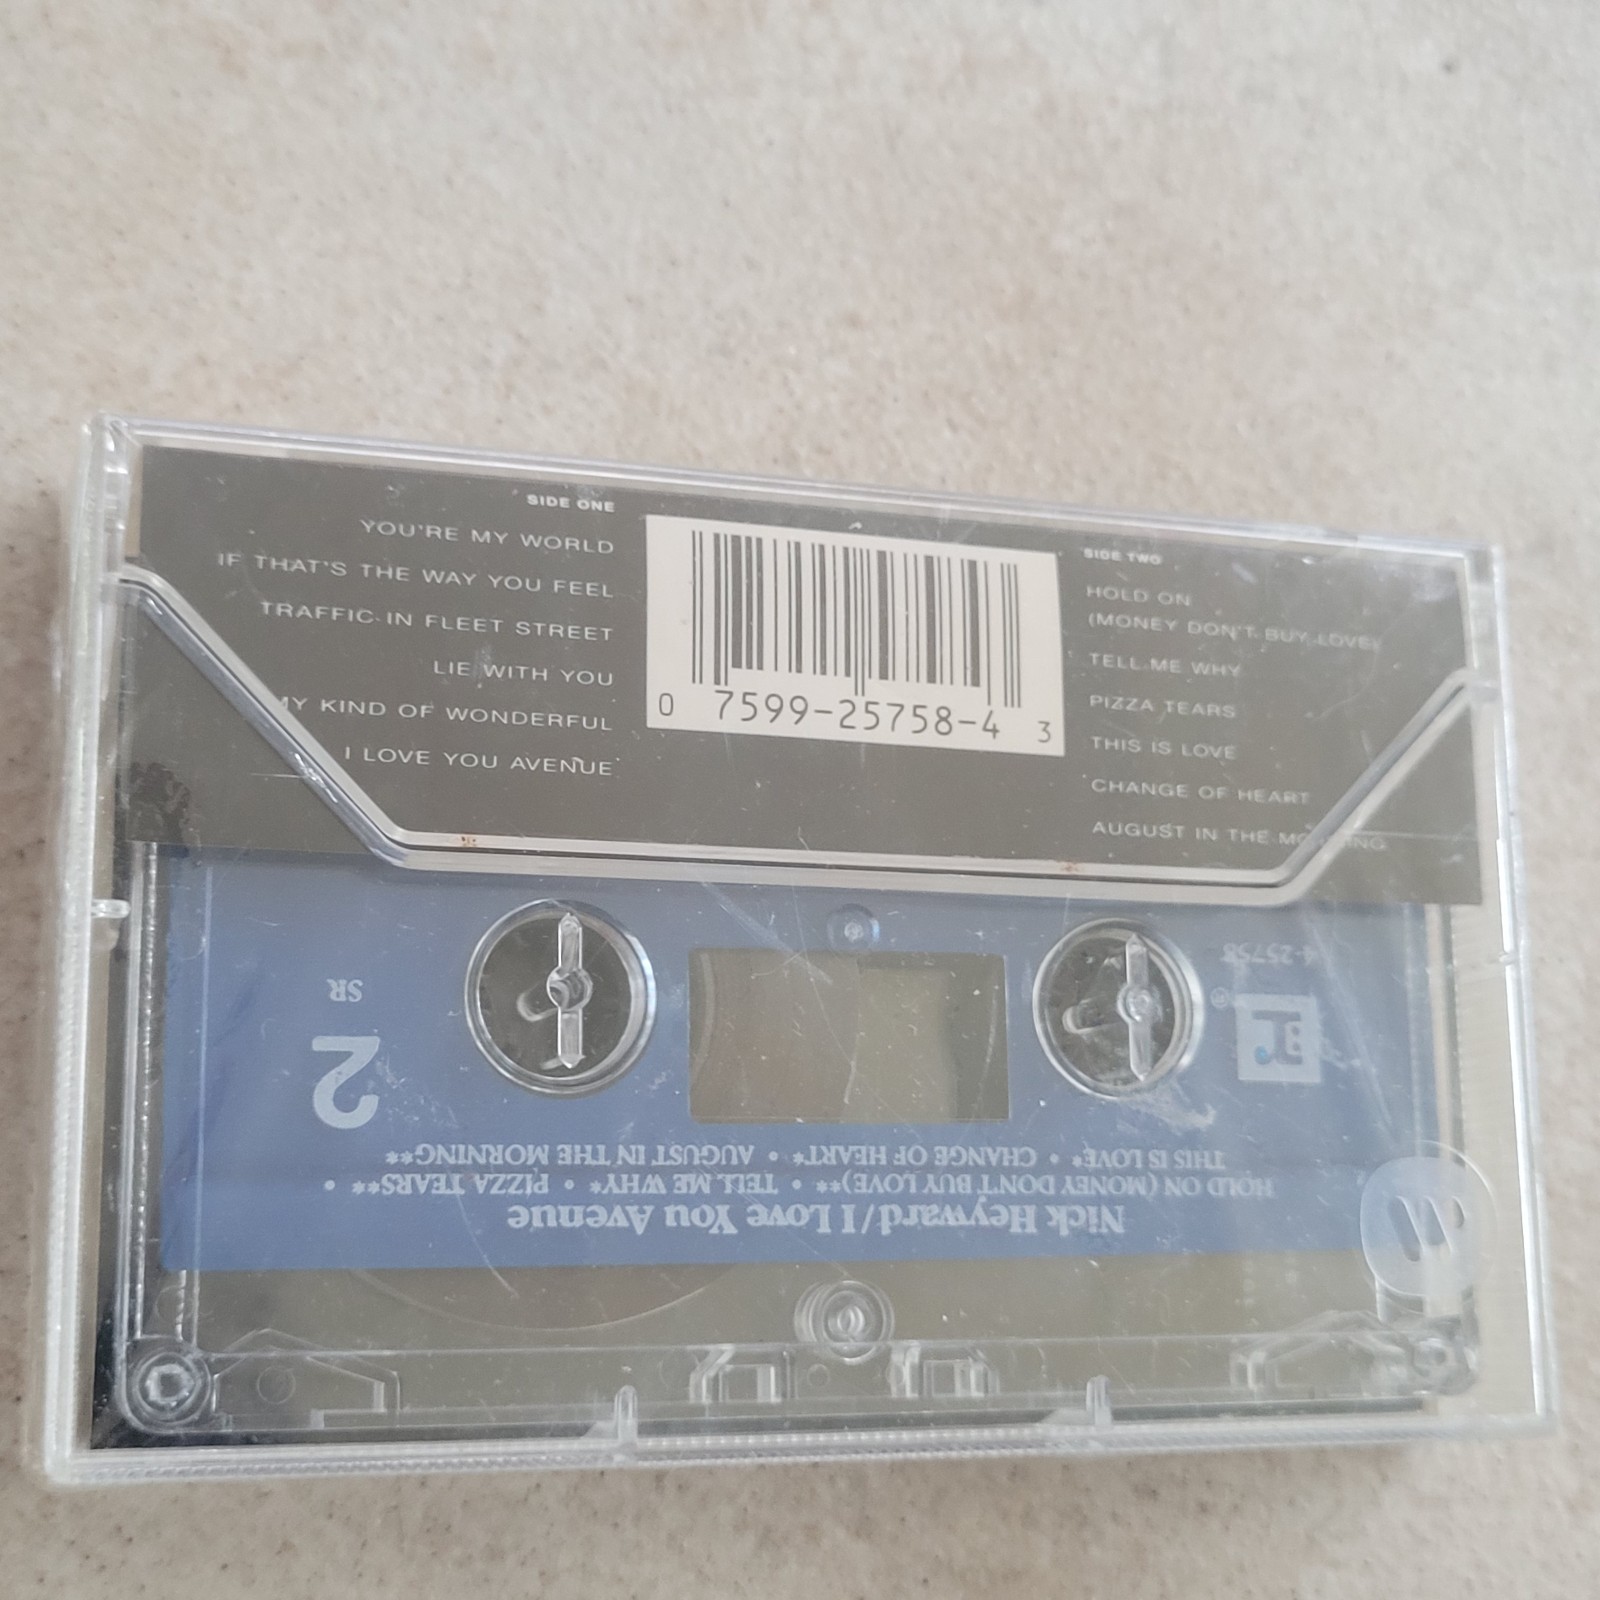 SIDE ONE
YOU'RE MY WORLD
IF THAT'S THE WAY YOU FEEL
TRAFFIC IN FLEET STREET
LIE WITH YOU
MY KIND OF WONDERFUL
I LOVE YOU AVENUE
0 7599-25758-4 3
SIDE TWO
HOLD ON
(MONEY DON'T BUY LOVE)
TELL ME WHY
PIZZA TEARS
THIS IS LOVE
CHANGE OF HEART
AUGUST IN THE MORNING
Nick Heyward/I Love You Avenue
HOLD ON (MONEY DON'T BUY LOVE)** • TELL ME WHY* • PIZZA TEARS** •
THIS IS LOVE* • CHANGE OF HEART* • AUGUST IN THE MORNING**
2
SR
®
4-25758